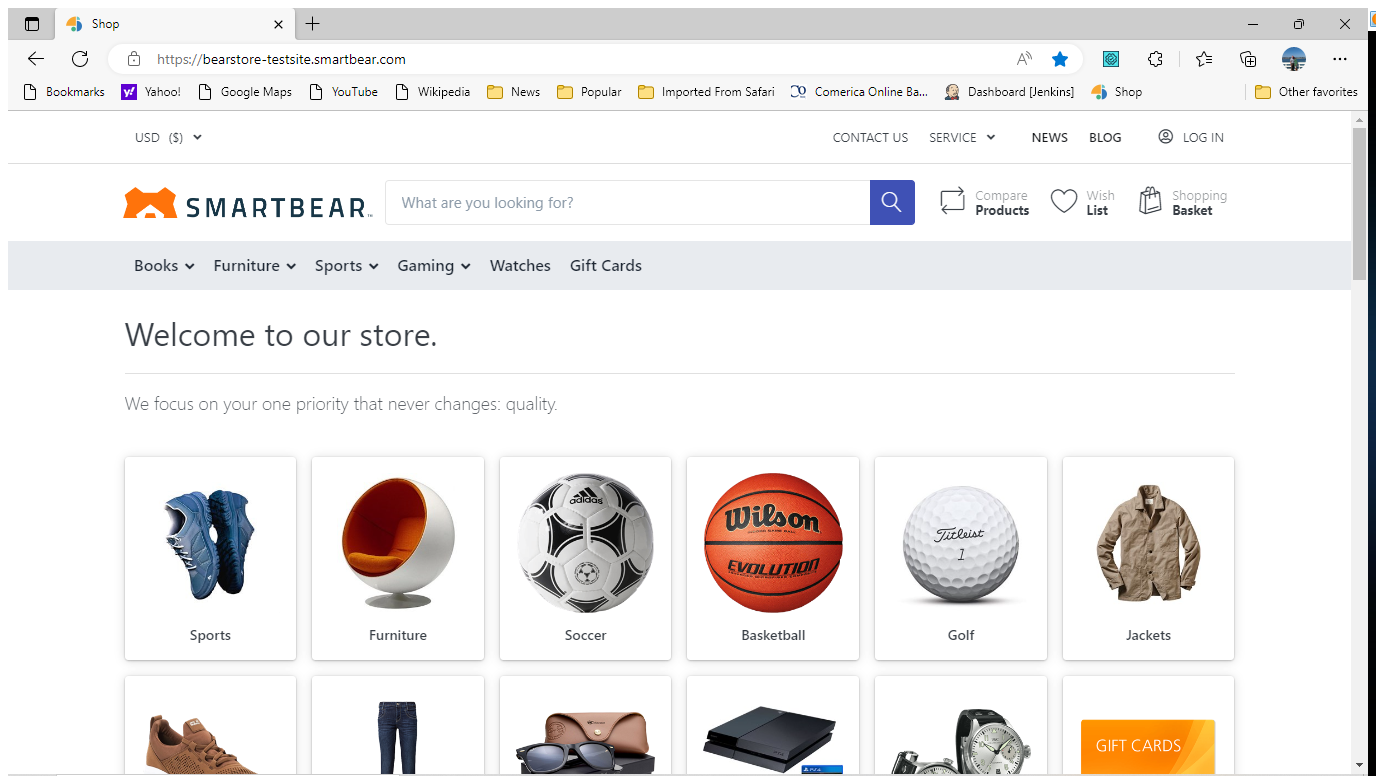 Shop
https://bearstore-testsite.smartbear.com
Bookmarks Yahoo! Google Maps YouTube Wikipedia News Popular Imported From Safari Comerica Online Ba... Dashboard [Jenkins] Shop Other favorites
USD ($) CONTACT US SERVICE NEWS BLOG LOG IN
SMARTBEAR What are you looking for? Compare Products Wish List Shopping Basket
Books Furniture Sports Gaming Watches Gift Cards
Welcome to our store.
We focus on your one priority that never changes: quality.
adidas
Wilson
EVOLUTION
Titleist
1
Sports Furniture Soccer Basketball Golf Jackets
PS4
GIFT CARDS